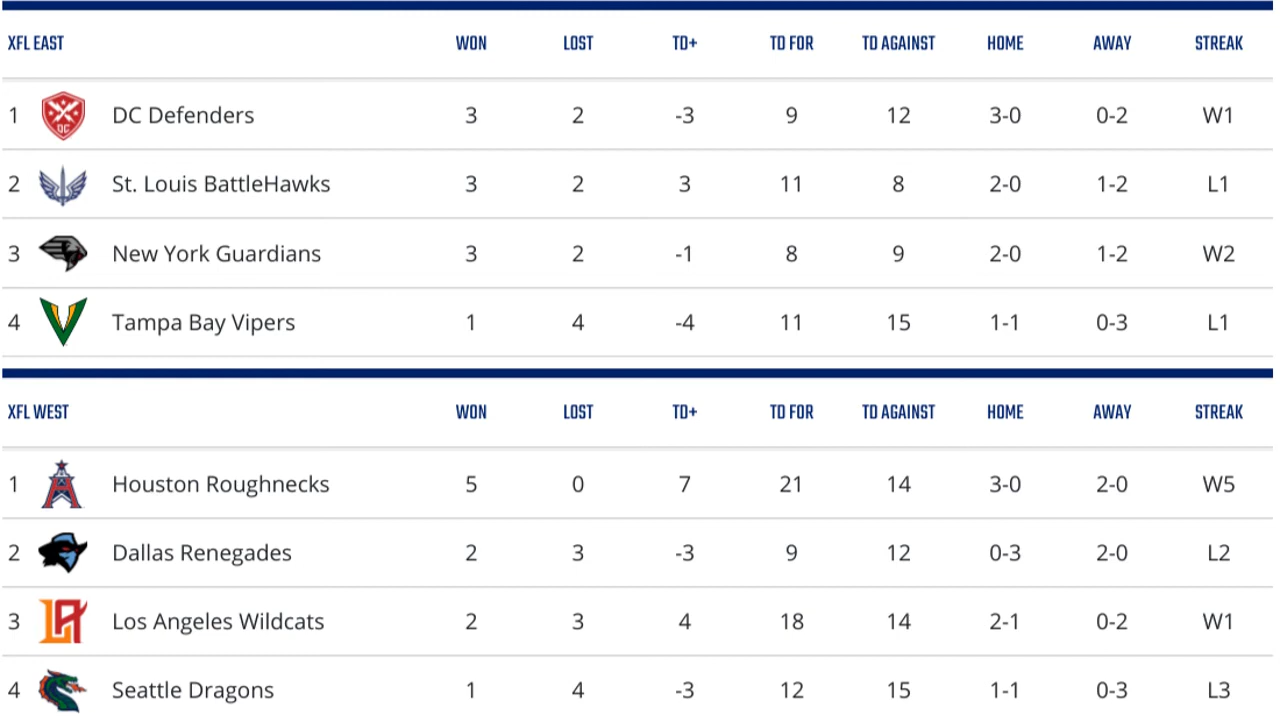 XFL EAST WON LOST TD+ TD FOR TD AGAINST HOME AWAY STREAK
1 DC DC Defenders 3 2 -3 9 12 3-0 0-2 W1
2 St. Louis BattleHawks 3 2 3 11 8 2-0 1-2 L1
3 New York Guardians 3 2 -1 8 9 2-0 1-2 W2
4 Tampa Bay Vipers 1 4 -4 11 15 1-1 0-3 L1
XFL WEST WON LOST TD+ TD FOR TD AGAINST HOME AWAY STREAK
1 Houston Roughnecks 5 0 7 21 14 3-0 2-0 W5
2 Dallas Renegades 2 3 -3 9 12 0-3 2-0 L2
3 LA Los Angeles Wildcats 2 3 4 18 14 2-1 0-2 W1
4 Seattle Dragons 1 4 -3 12 15 1-1 0-3 L3